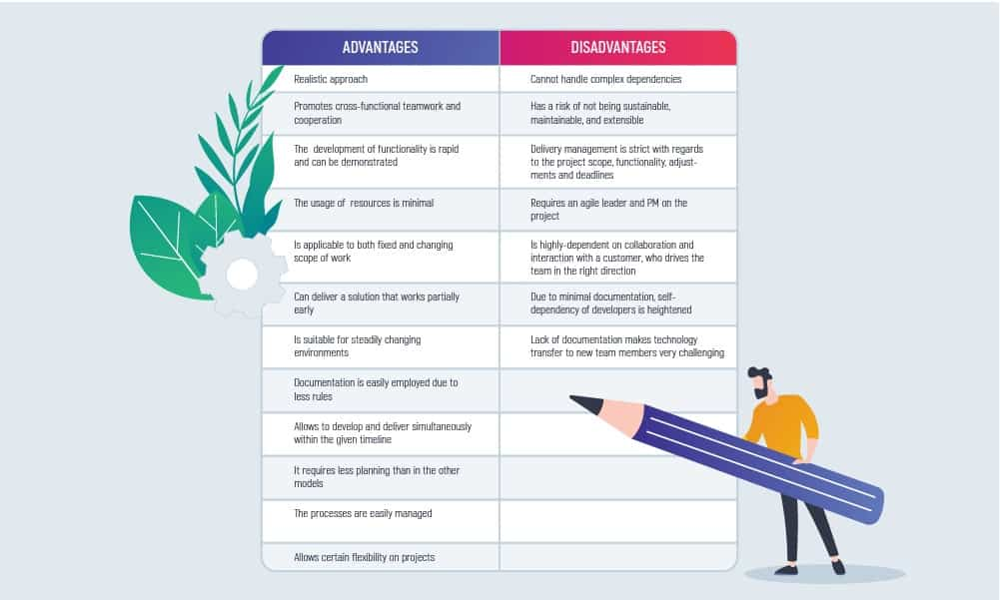 ADVANTAGES
DISADVANTAGES
Realistic approach
Cannot handle complex dependencies
Promotes cross-functional teamwork and
cooperation
Has a risk of not being sustainable,
maintainable, and extensible
The development of functionality is rapid
and can be demonstrated
Delivery management is strict with regards
to the project scope, functionality, adjust-
ments and deadlines
The usage of resources is minimal
Requires an agile leader and PM on the
project
Is applicable to both fixed and changing
scope of work
Is highly-dependent on collaboration and
interaction with a customer, who drives the
team in the right direction
Can deliver a solution that works partially
early
Due to minimal documentation, self-
dependency of developers is heightened
Is suitable for steadily changing
environments
Lack of documentation makes technology
transfer to new team members very challenging
Documentation is easily employed due to
less rules
Allows to develop and deliver simultaneously
within the given timeline
It requires less planning than in the other
models
The processes are easily managed
Allows certain flexibility on projects